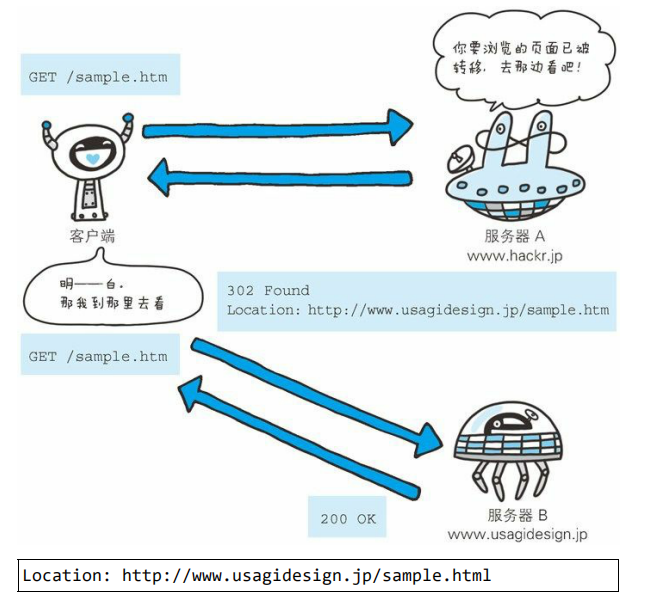 你要浏览的页面已被
转移，去那边看吧！
GET /sample.htm
客户端
服务器 A
www.hackr.jp
明——白．
那我到那里去看
302 Found
Location: http://www.usagidesign.jp/sample.htm
GET /sample.htm
200 OK
服务器 B
www.usagidesign.jp
Location: http://www.usagidesign.jp/sample.html